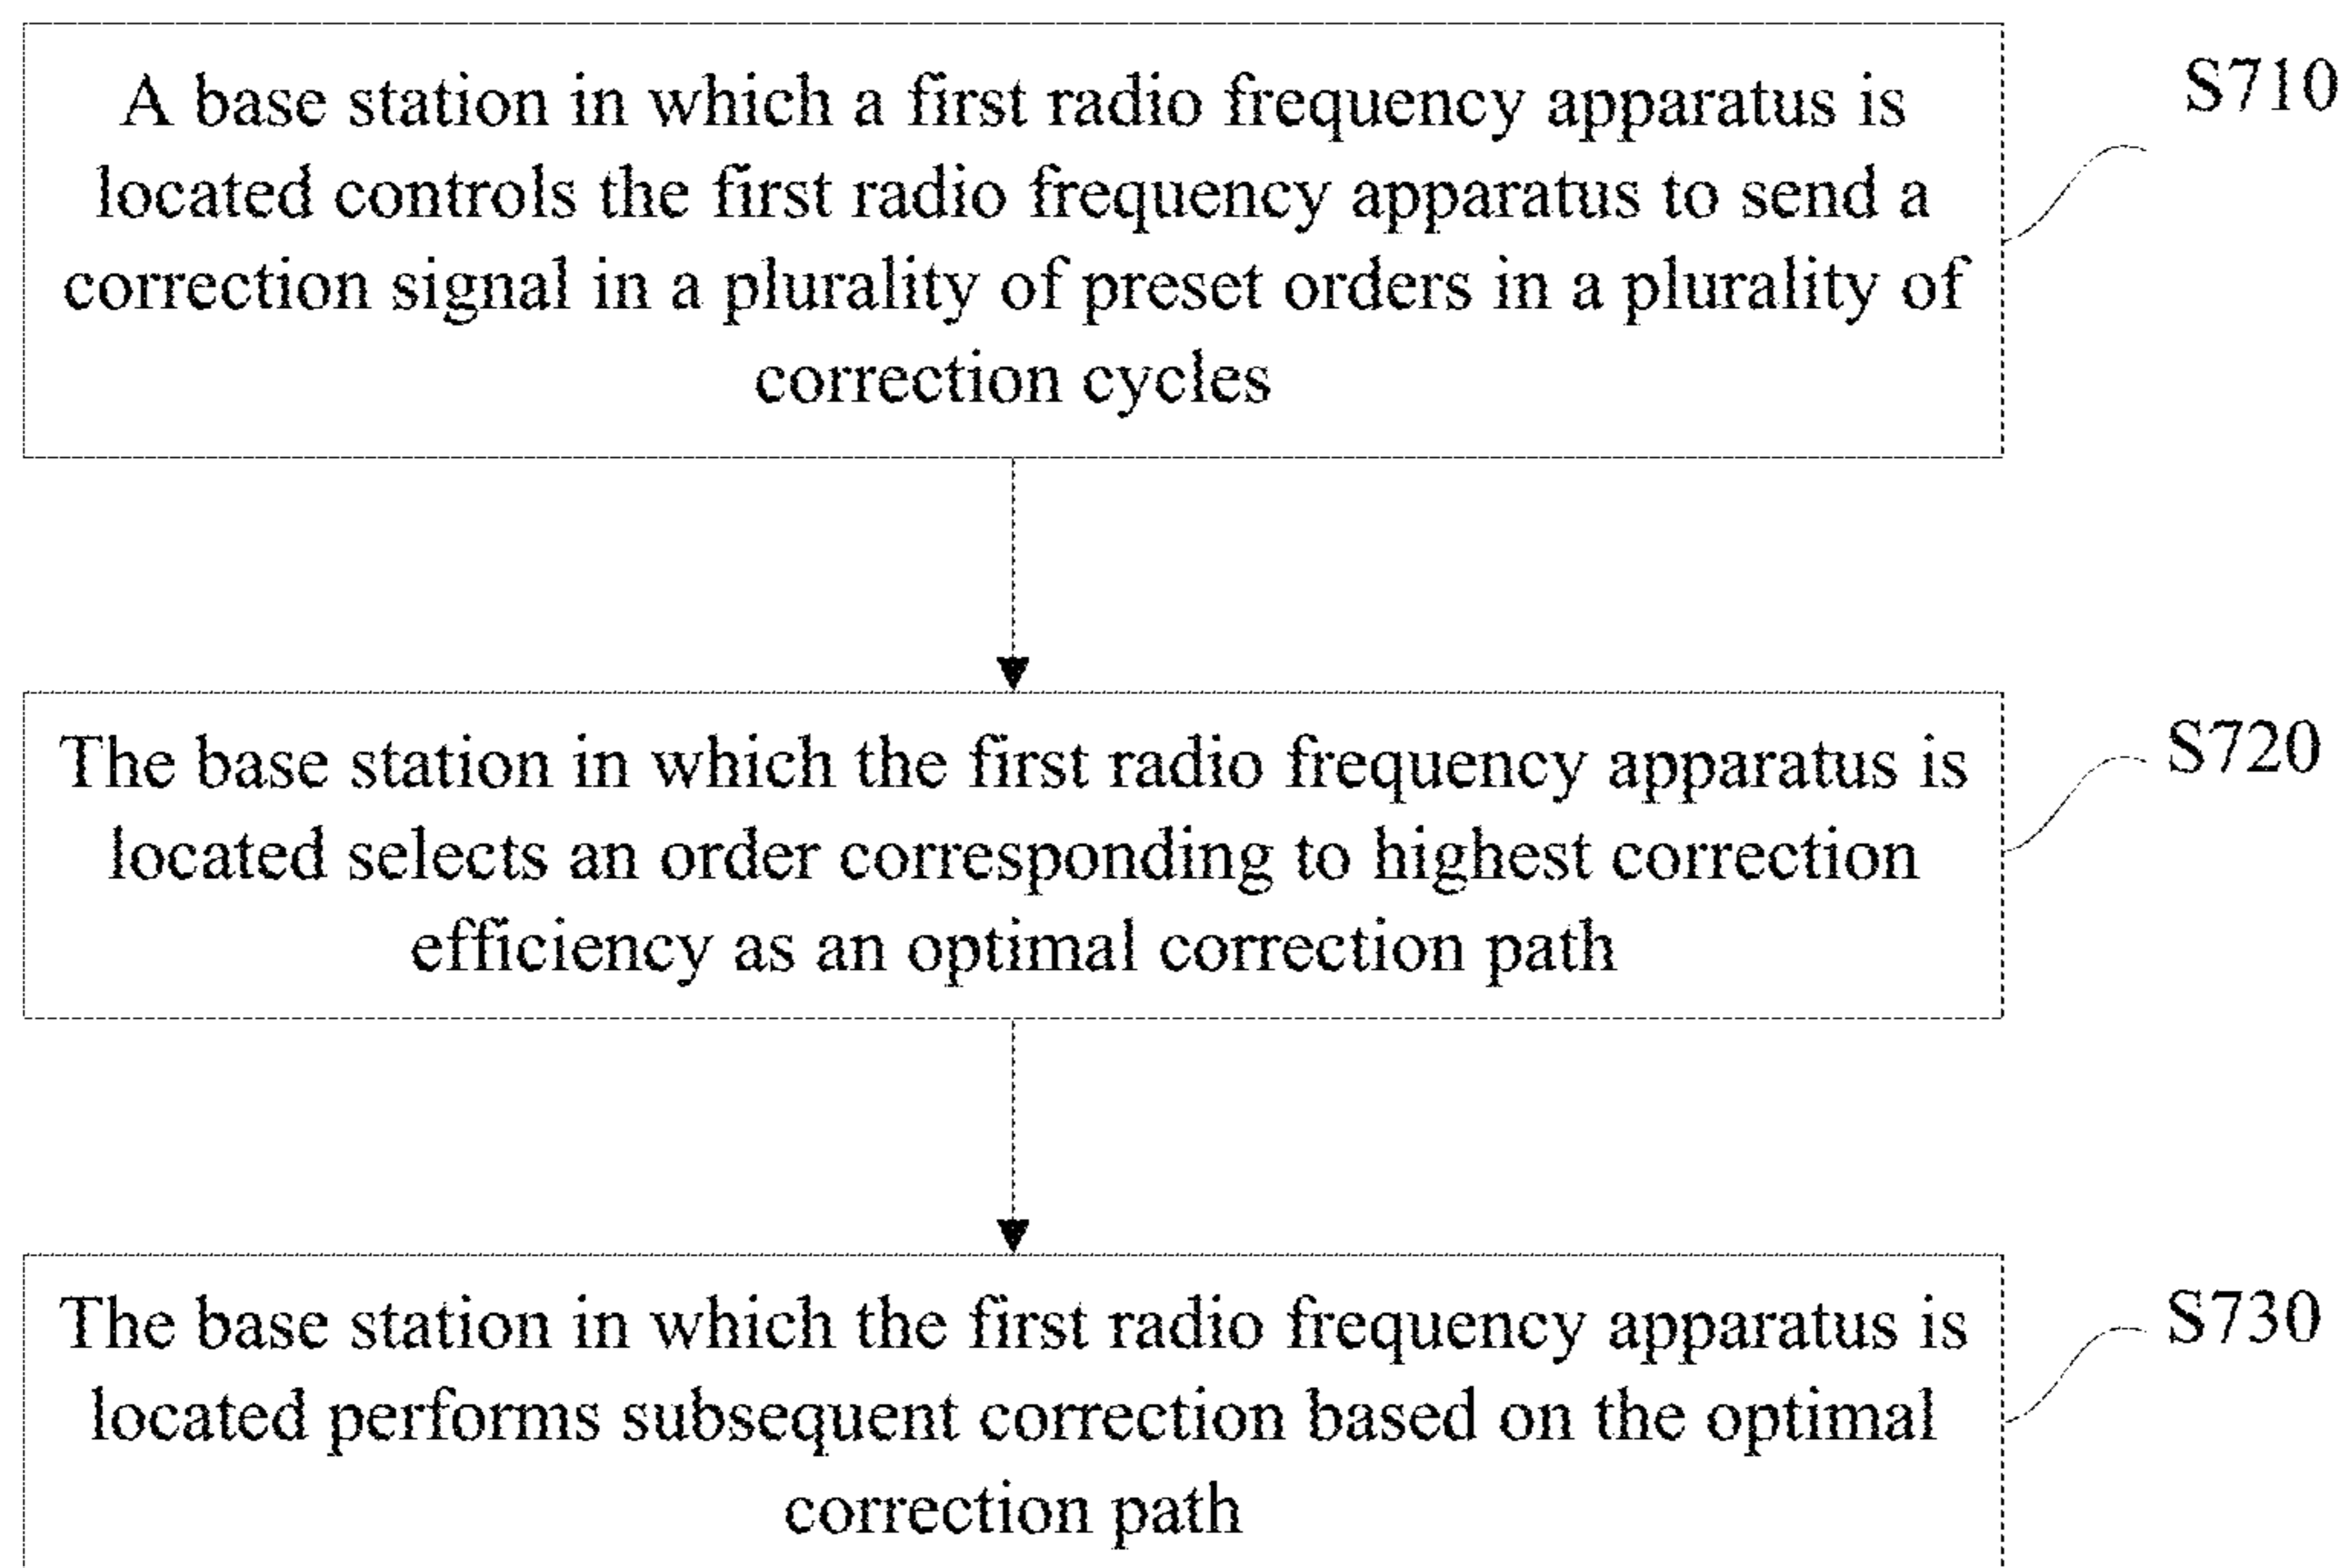 A base station in which a first radio frequency apparatus is
located controls the first radio frequency apparatus to send a
correction signal in a plurality of preset orders in a plurality of
correction cycles
S710
The base station in which the first radio frequency apparatus is
located selects an order corresponding to highest correction
efficiency as an optimal correction path
S720
The base station in which the first radio frequency apparatus is
located performs subsequent correction based on the optimal
correction path
S730